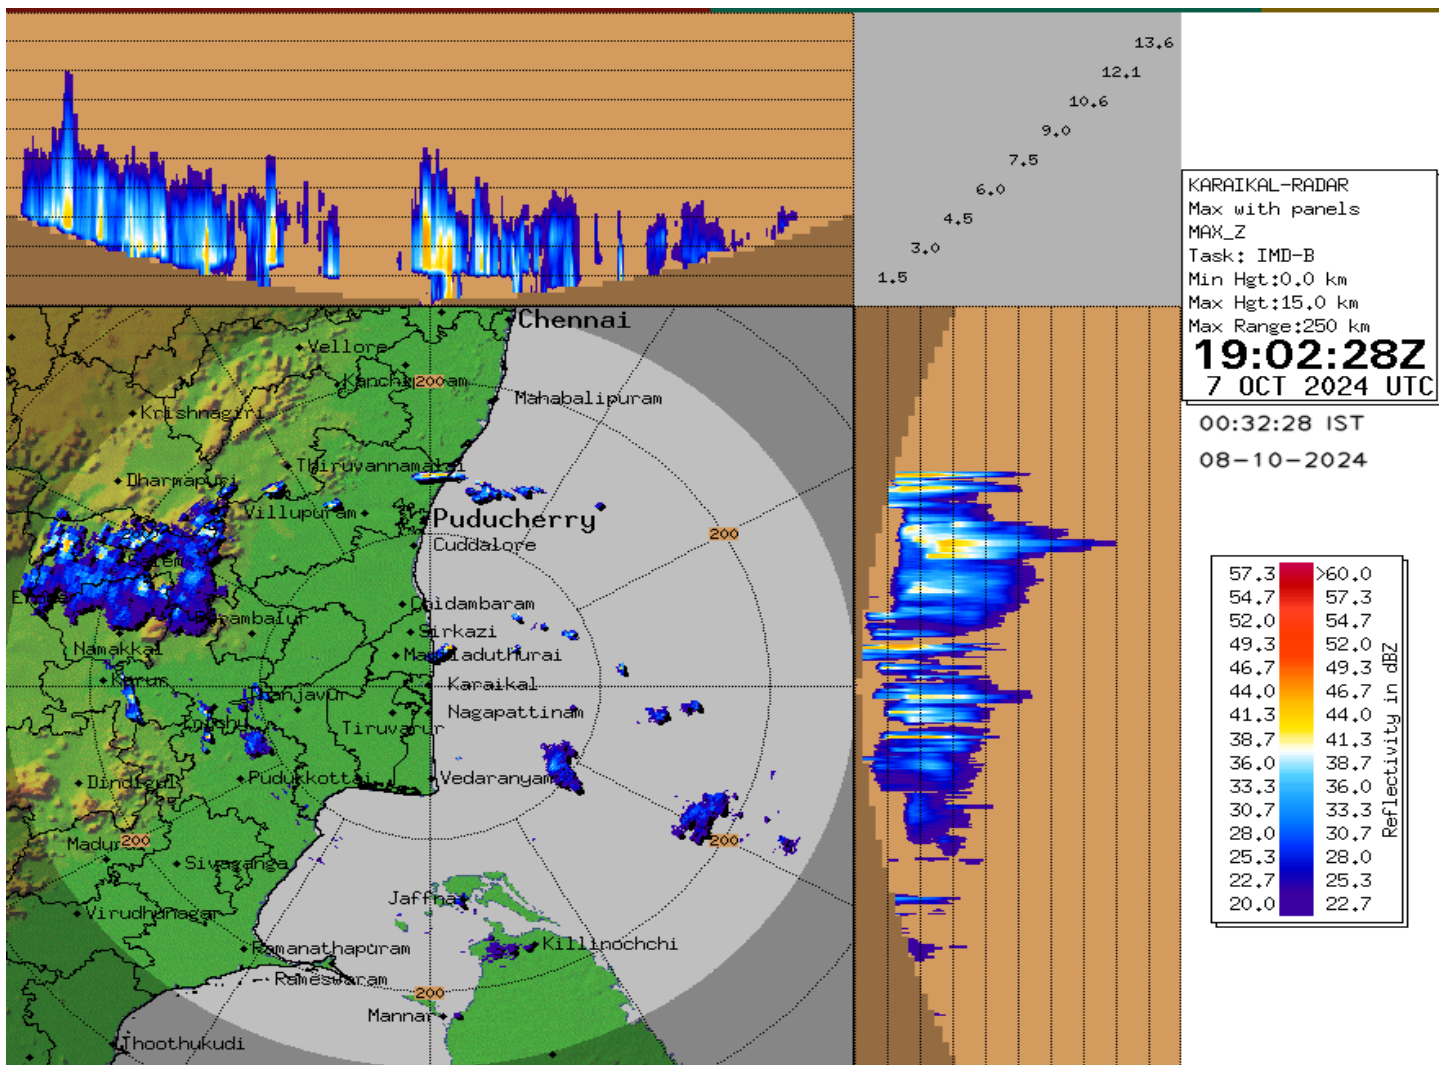 13.6
12.1
10.6
9.0
7.5
6.0
4.5
3.0
1.5
KARAIKAL-RADAR
Max with panels
MAX_Z
Task: IMD-B
Min Hgt:0.0 km
Max Hgt:15.0 km
Max Range:250 km
19:02:28Z
7 OCT 2024 UTC
00:32:28 IST
08-10-2024
Chennai
Vellore
200
Mahabalipuram
Krishnagiri
Thiruvannamalai
Dharmapuri
Villupuram
Puducherry
200
Cuddalore
Salem
Chidambaram
Sirkazi
Namakkal
Karaikal
Karur
Thanjavur
Nagapattinam
Tiruvarur
Dindigul
Pudukkottai
Vedaranyam
200
200
Sivaganga
Jaffna
Virudhunagar
Ramanathapuram
Killinochchi
Rameswaram
200
Mannar
Thoothukudi
57.3 >60.0
54.7 57.3
52.0 54.7
49.3 52.0
46.7 49.3
44.0 46.7
41.3 44.0
38.7 41.3
36.0 38.7
33.3 36.0
30.7 33.3
28.0 30.7
25.3 28.0
22.7 25.3
20.0 22.7
Reflectivity in dBZ